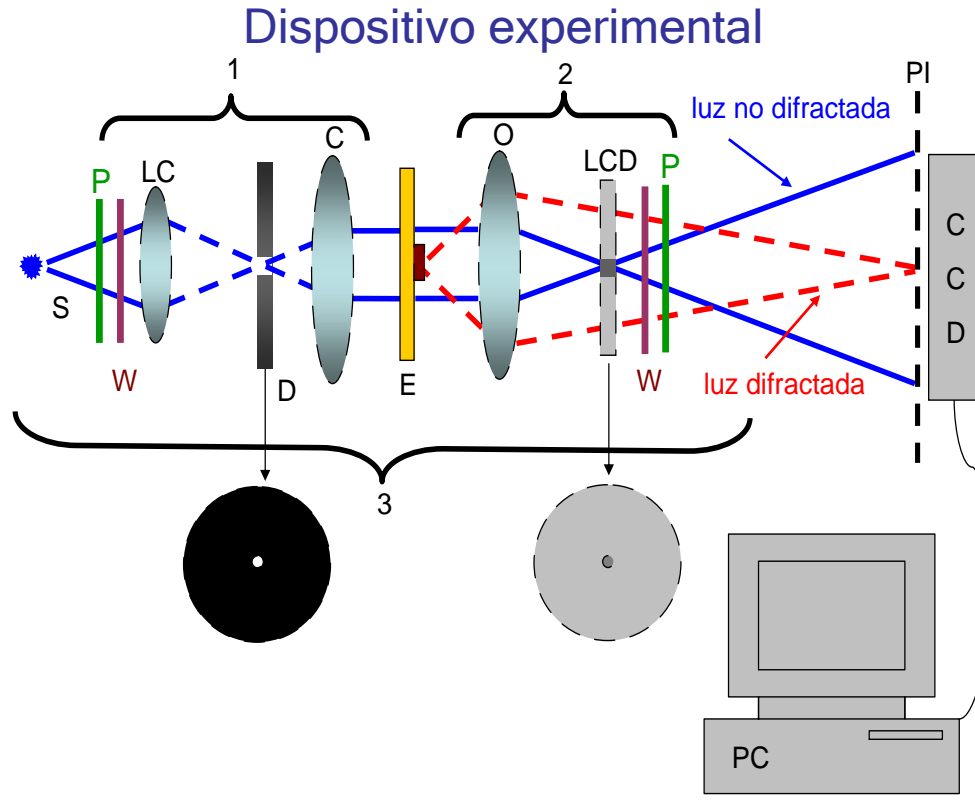 Dispositivo experimental
1
2
PI
luz no difractada
C
O
LCD
P
LC
P
C
C
D
S
W
D
E
W
luz difractada
3
PC